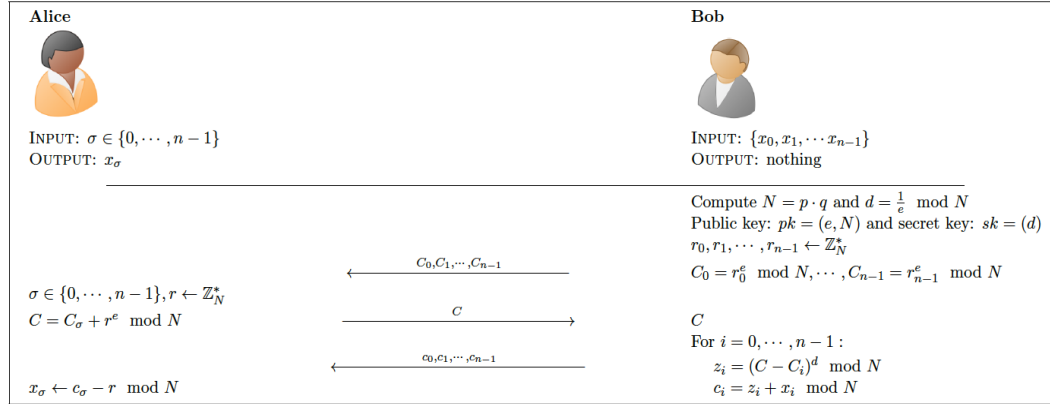 Alice
Bob
INPUT: σ ∈ {0, ··· , n − 1}
OUTPUT: x_σ
INPUT: {x_0, x_1, ··· x_{n−1}}
OUTPUT: nothing
Compute N = p · q and d = 1/e mod N
Public key: pk = (e, N) and secret key: sk = (d)
r_0, r_1, ··· , r_{n−1} ← ℤ*_N
C_0, C_1, ··· , C_{n−1}
C_0 = r_0^e mod N, ··· , C_{n−1} = r_{n−1}^e mod N
σ ∈ {0, ··· , n − 1}, r ← ℤ*_N
C = C_σ + r^e mod N
C
C
For i = 0, ··· , n − 1 :
c_0, c_1, ··· , c_{n−1}
z_i = (C − C_i)^d mod N
x_σ ← c_σ − r mod N
c_i = z_i + x_i mod N